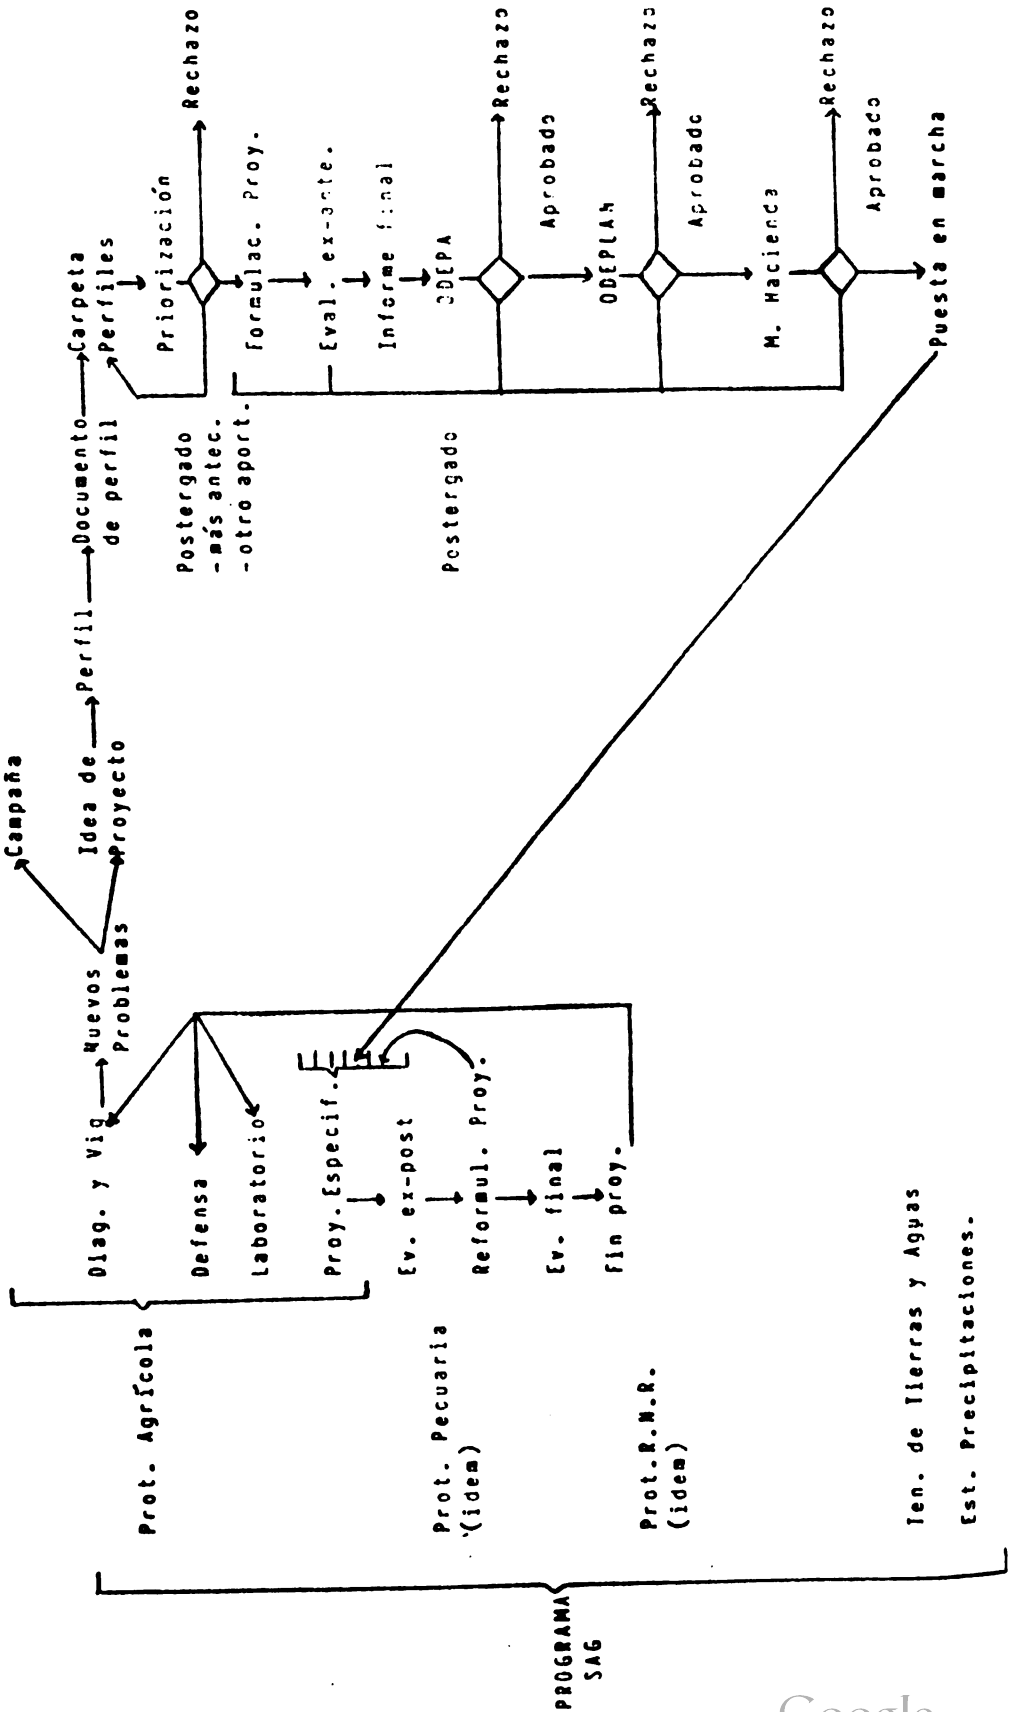 PROGRAMA
SAG
Prot. Agrícola
Prot. Pecuaria
(idem)
Prot.R.N.R.
(idem)
Ten. de Tierras y Aguas
Est. Precipitaciones.
Diag. y Vig
Defensa
Laboratorio
Proy.Especif.
Ev. ex-post
Reformul. Proy.
Ev. final
Fin proy.
Nuevos
Problemas
Campaña
Idea de
Proyecto
Perfil
Documento
de perfil
Carpeta
Perfiles
Priorización
Rechazo
Postergado
-más antec.
-otro aport.
Formulac. Proy.
Eval. ex-ante.
Informe final
ODEPA
Rechazo
Aprobado
Postergado
ODEPLAN
Rechazo
Aprobado
M. Hacienda
Rechazo
Aprobado
Puesta en marcha
Google